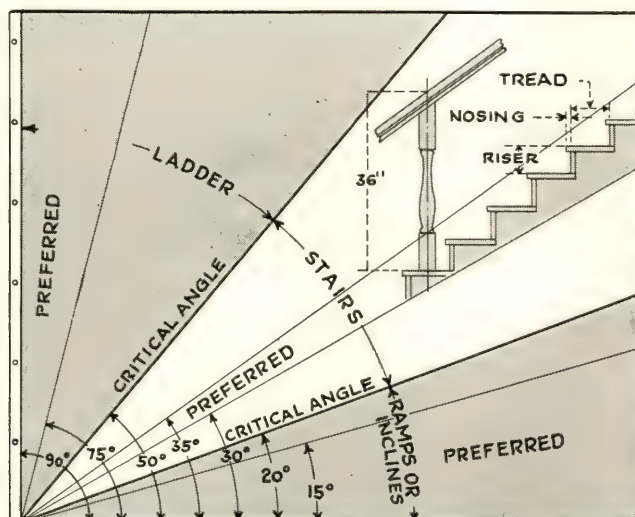 TREAD
NOSING
RISER
36"
LADDER
STAIRS
PREFERRED
CRITICAL ANGLE
PREFERRED
CRITICAL ANGLE
RAMPS OR
INCLINES
PREFERRED
90°
75°
50°
35°
30°
20°
15°